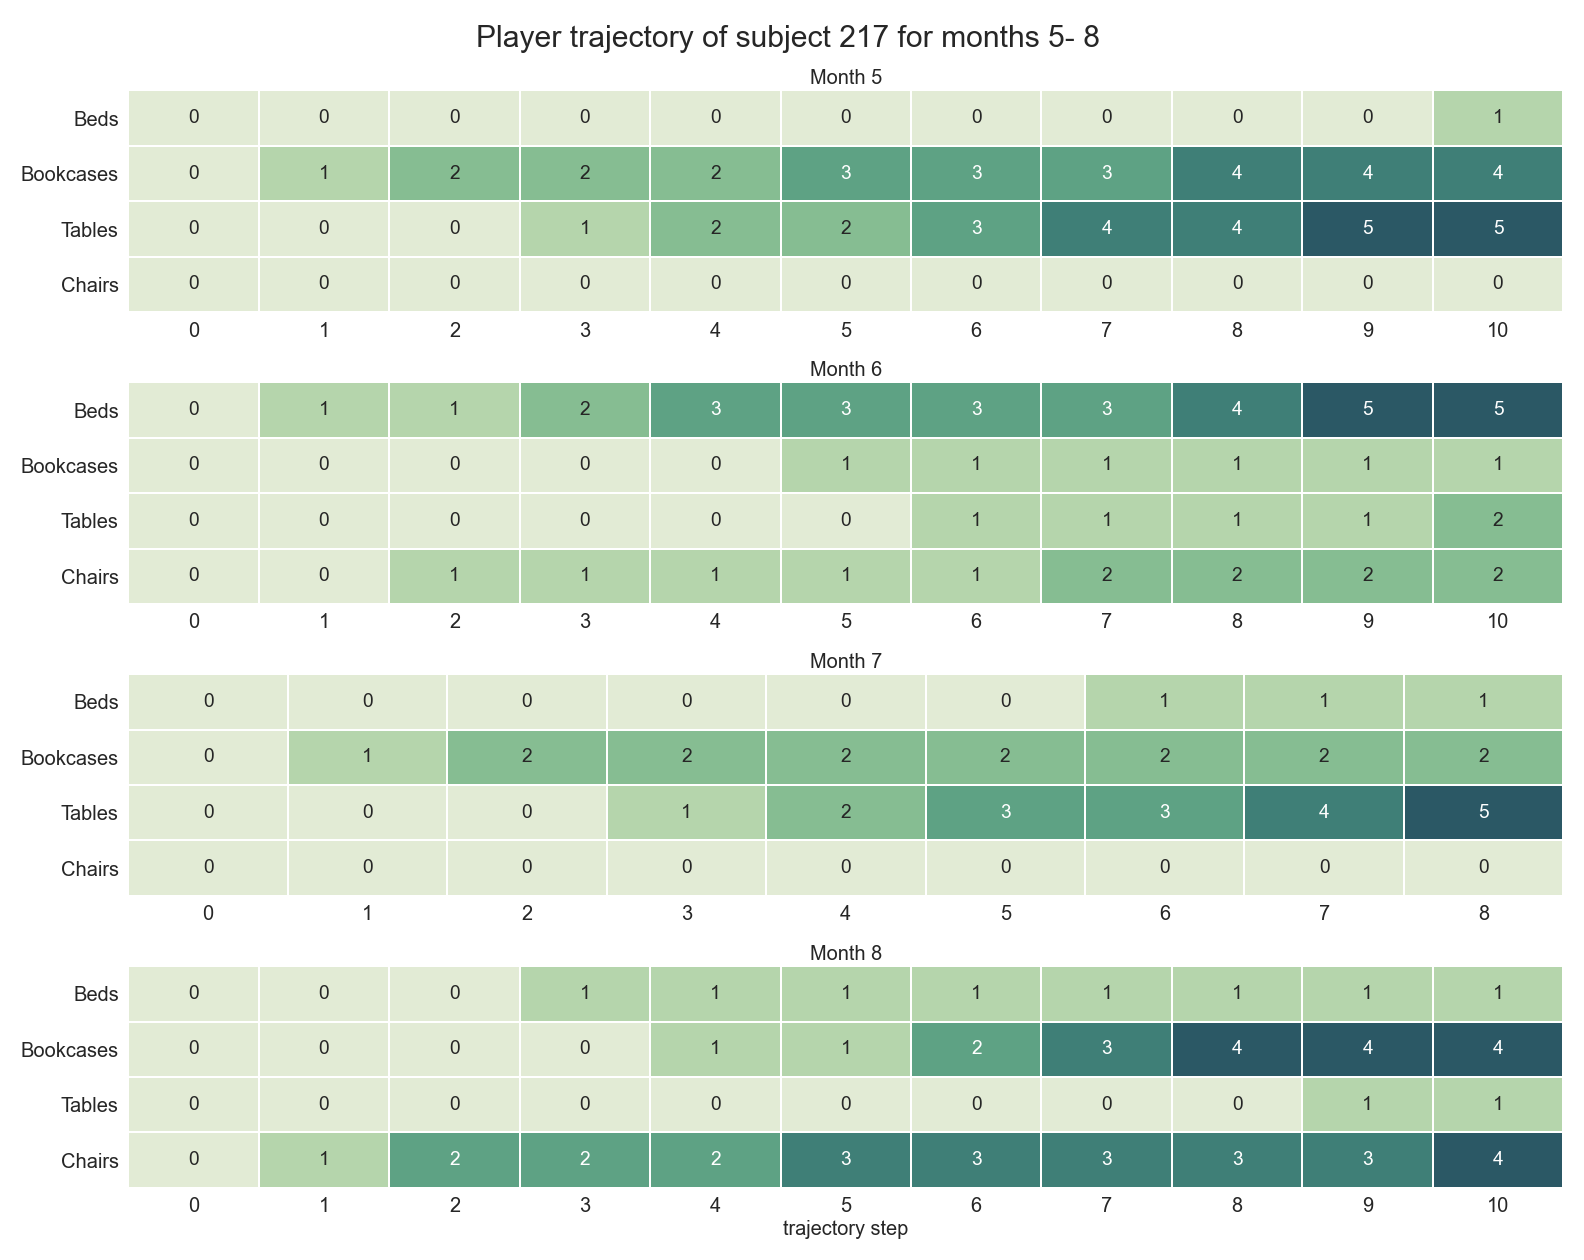 Player trajectory of subject 217 for months 5- 8
Month 5
Beds 0 0 0 0 0 0 0 0 0 0 1
Bookcases 0 1 2 2 2 3 3 3 4 4 4
Tables 0 0 0 1 2 2 3 4 4 5 5
Chairs 0 0 0 0 0 0 0 0 0 0 0
0 1 2 3 4 5 6 7 8 9 10
Month 6
Beds 0 1 1 2 3 3 3 3 4 5 5
Bookcases 0 0 0 0 0 1 1 1 1 1 1
Tables 0 0 0 0 0 0 1 1 1 1 2
Chairs 0 0 1 1 1 1 1 2 2 2 2
0 1 2 3 4 5 6 7 8 9 10
Month 7
Beds 0 0 0 0 0 0 1 1 1
Bookcases 0 1 2 2 2 2 2 2 2
Tables 0 0 0 1 2 3 3 4 5
Chairs 0 0 0 0 0 0 0 0 0
0 1 2 3 4 5 6 7 8
Month 8
Beds 0 0 0 1 1 1 1 1 1 1 1
Bookcases 0 0 0 0 1 1 2 3 4 4 4
Tables 0 0 0 0 0 0 0 0 0 1 1
Chairs 0 1 2 2 2 3 3 3 3 3 4
0 1 2 3 4 5 6 7 8 9 10
trajectory step